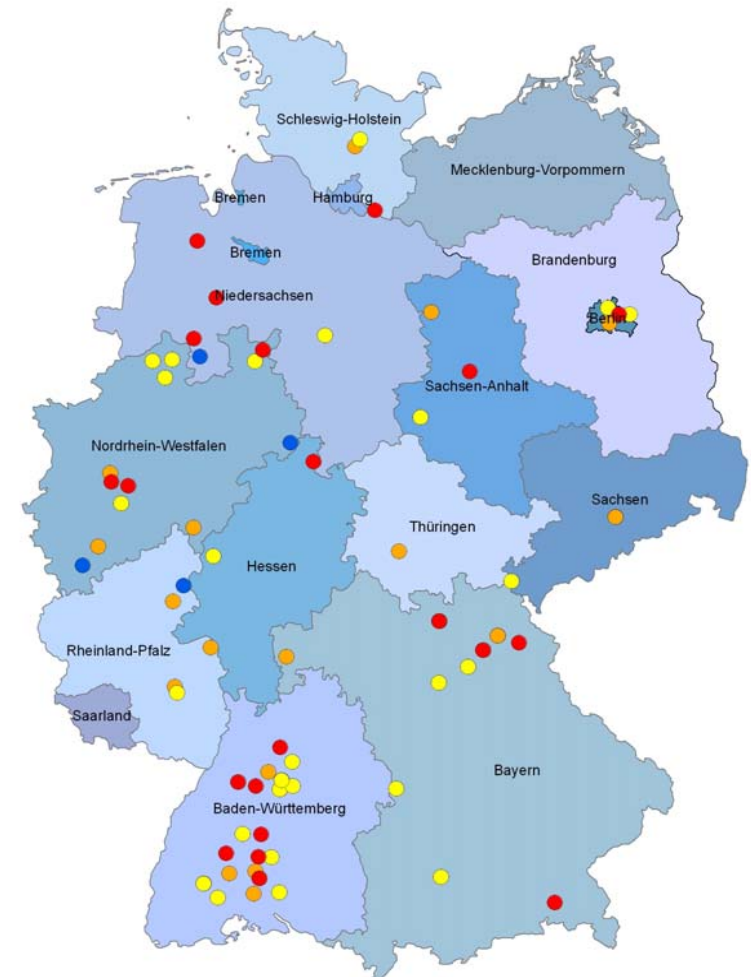 Schleswig-Holstein
Mecklenburg-Vorpommern
Bremen
Hamburg
Bremen
Brandenburg
Niedersachsen
Berlin
Sachsen-Anhalt
Nordrhein-Westfalen
Sachsen
Thüringen
Hessen
Rheinland-Pfalz
Saarland
Bayern
Baden-Württemberg